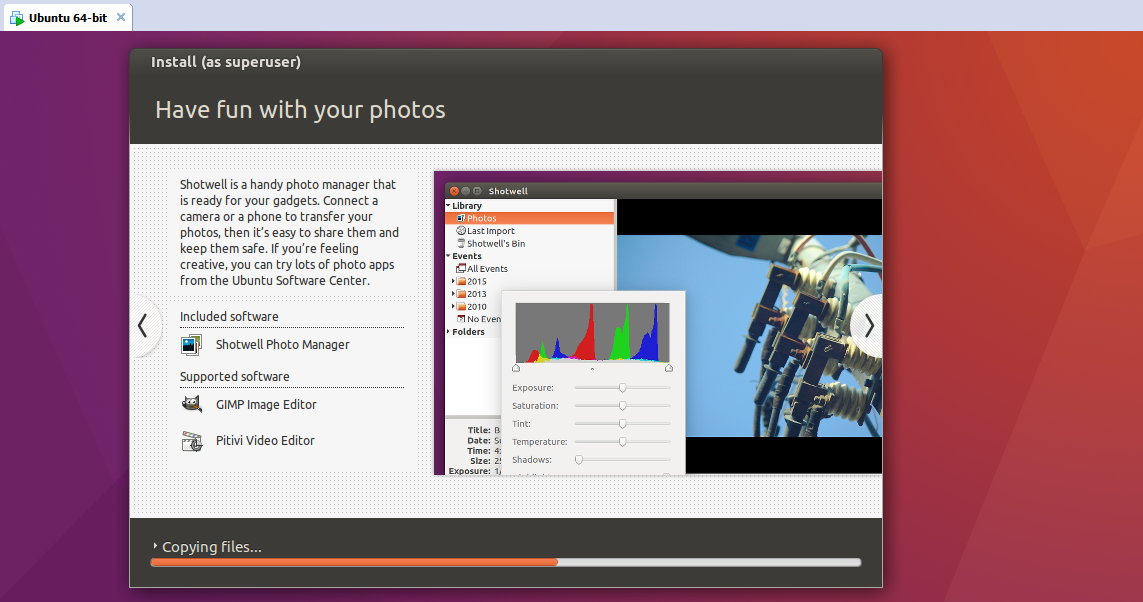 Ubuntu 64-bit
Install (as superuser)
Have fun with your photos
Shotwell is a handy photo manager that
is ready for your gadgets. Connect a
camera or a phone to transfer your
photos, then it’s easy to share them and
keep them safe. If you’re feeling
creative, you can try lots of photo apps
from the Ubuntu Software Center.
Included software
Shotwell Photo Manager
Supported software
GIMP Image Editor
Pitivi Video Editor
Shotwell
Library
Photos
Last Import
Shotwell's Bin
Events
All Events
2015
2013
2010
No Even
Folders
Title: B
Date: Su
Time: 4:
Size: 25
Exposure: 1/
Exposure:
Saturation:
Tint:
Temperature:
Shadows:
Copying files...